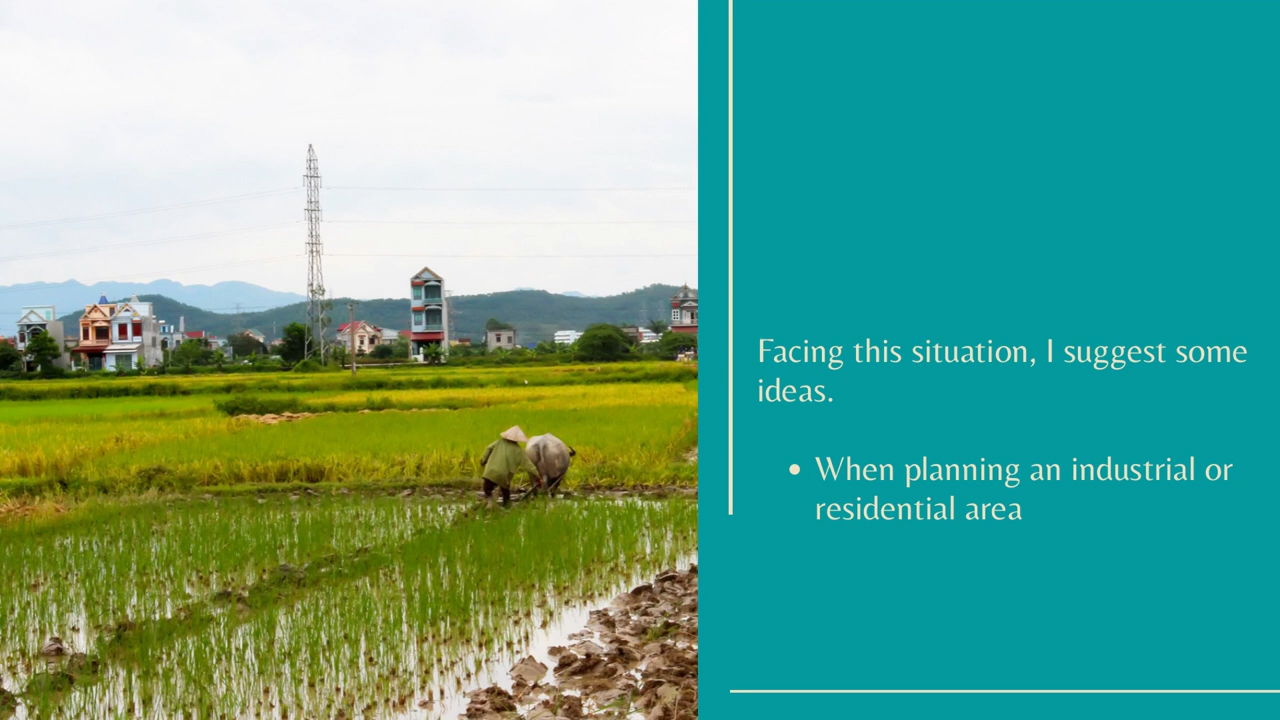 Facing this situation, I suggest some
ideas.
• When planning an industrial or
residential area